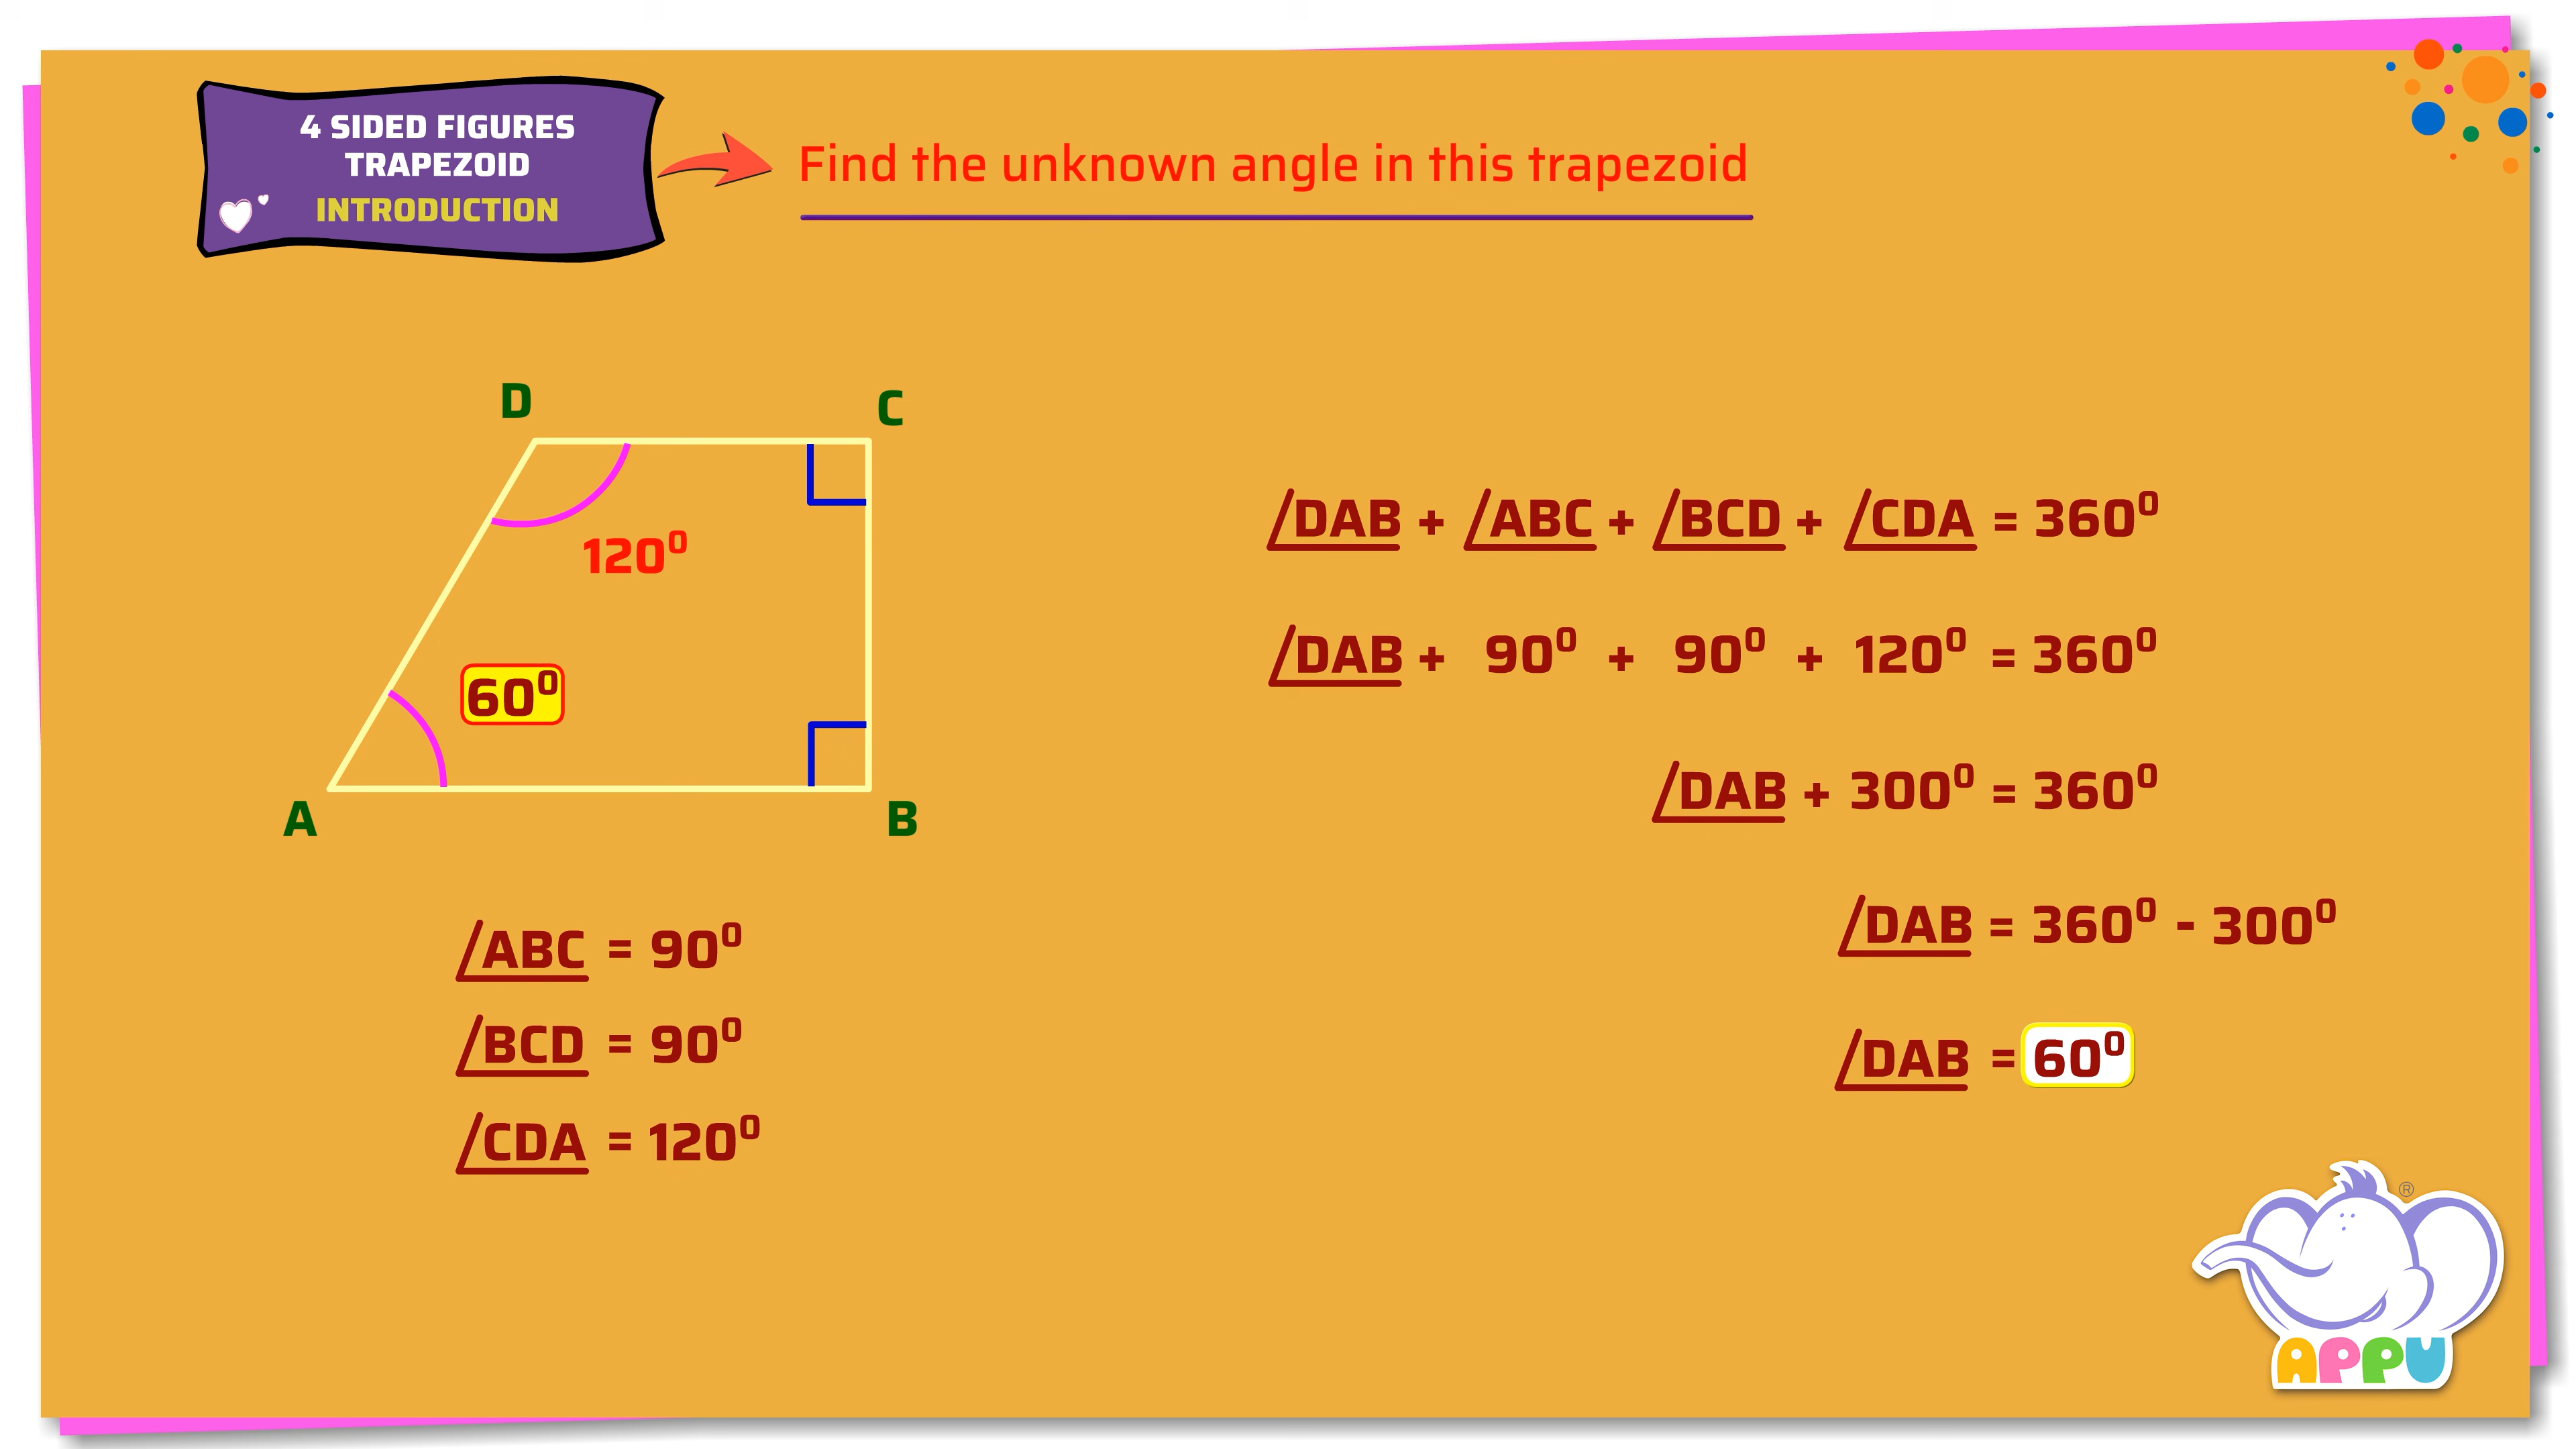 4 SIDED FIGURES
TRAPEZOID
INTRODUCTION
Find the unknown angle in this trapezoid
D
C
120⁰
60⁰
A
B
∠ABC = 90⁰
∠BCD = 90⁰
∠CDA = 120⁰
∠DAB + ∠ABC + ∠BCD + ∠CDA = 360⁰
∠DAB + 90⁰ + 90⁰ + 120⁰ = 360⁰
∠DAB + 300⁰ = 360⁰
∠DAB = 360⁰ - 300⁰
∠DAB = 60⁰
®
APPU